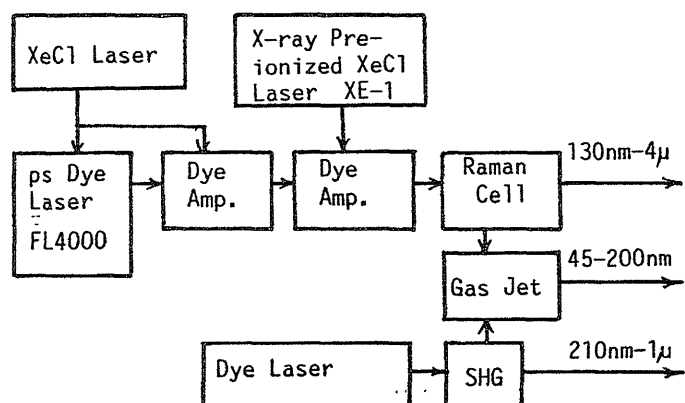 XeCl Laser
X-ray Pre-
ionized XeCl
Laser XE-1
ps Dye
Laser
FL4000
Dye
Amp.
Dye
Amp.
Raman
Cell
130nm-4μ
Gas Jet
45-200nm
Dye Laser
SHG
210nm-1μ